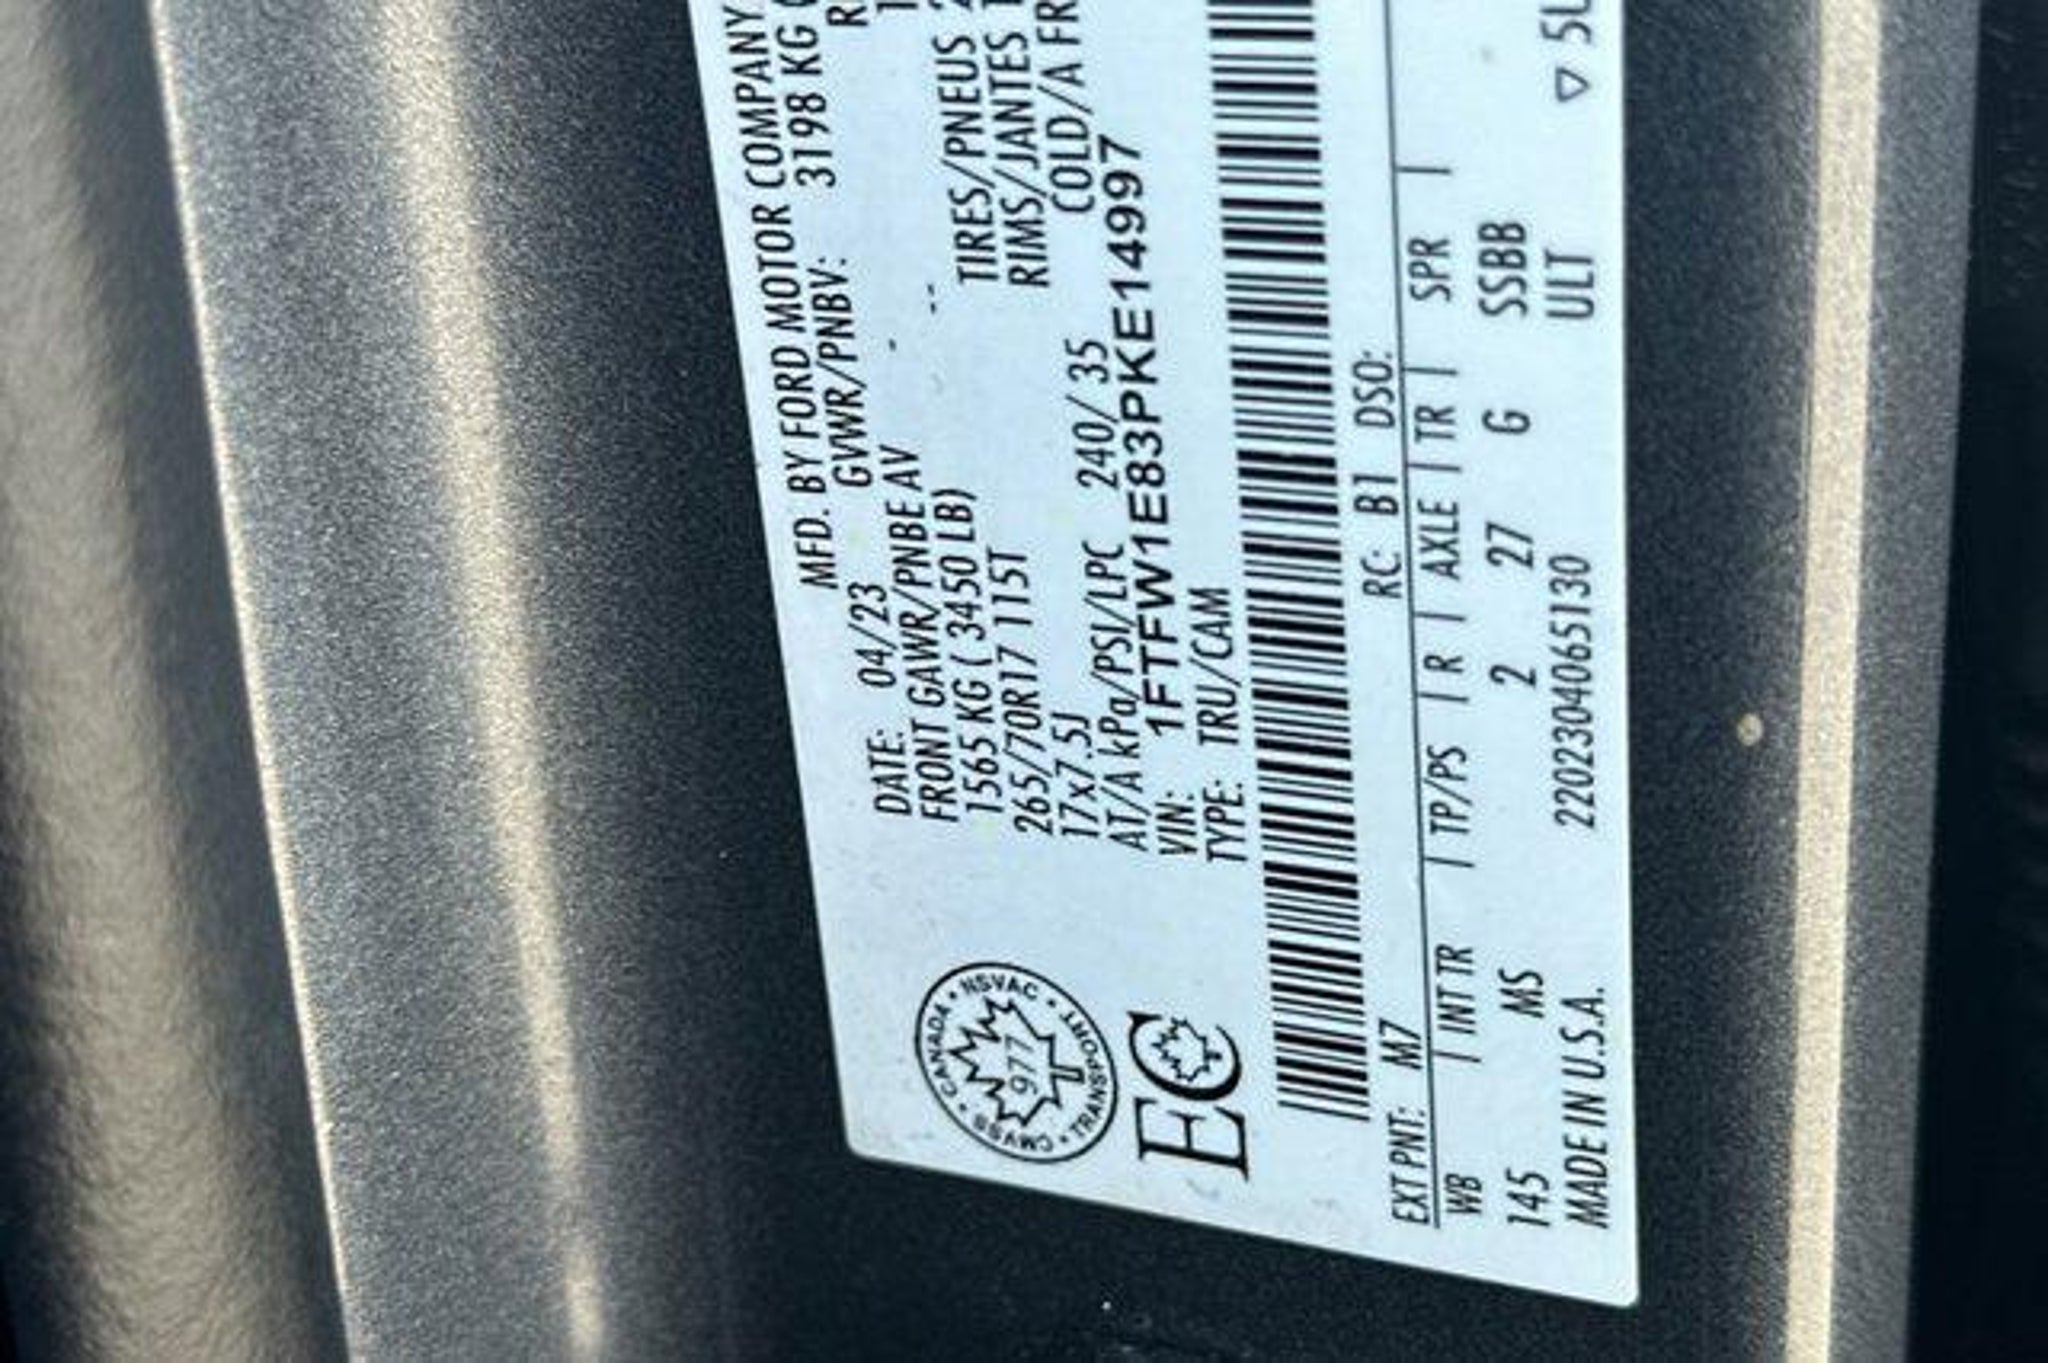 MFD. BY FORD MOTOR COMPANY
DATE: 04/23 GVWR/PNBV: 3198 KG (
FRONT GAWR/PNBE AV R
1565 KG ( 3450 LB)
265/70R17 115T TIRES/PNEUS
17x7.5J RIMS/JANTES
AT/A kPa/PSI/LPC 240/35 COLD/A FR
VIN: 1FTFW1E83PKE14997
TYPE: TRU/CAM
CANADA • NSVAC • TRANSPORT • CMVSS
977
EC
EXT PNT: M7 RC: B1 DSO:
WB | INT TR | TP/PS | R | AXLE | TR | SPR |
145 MS 2 27 G SSBB
MADE IN U.S.A. 2202304065130 ULT
▽ 5U